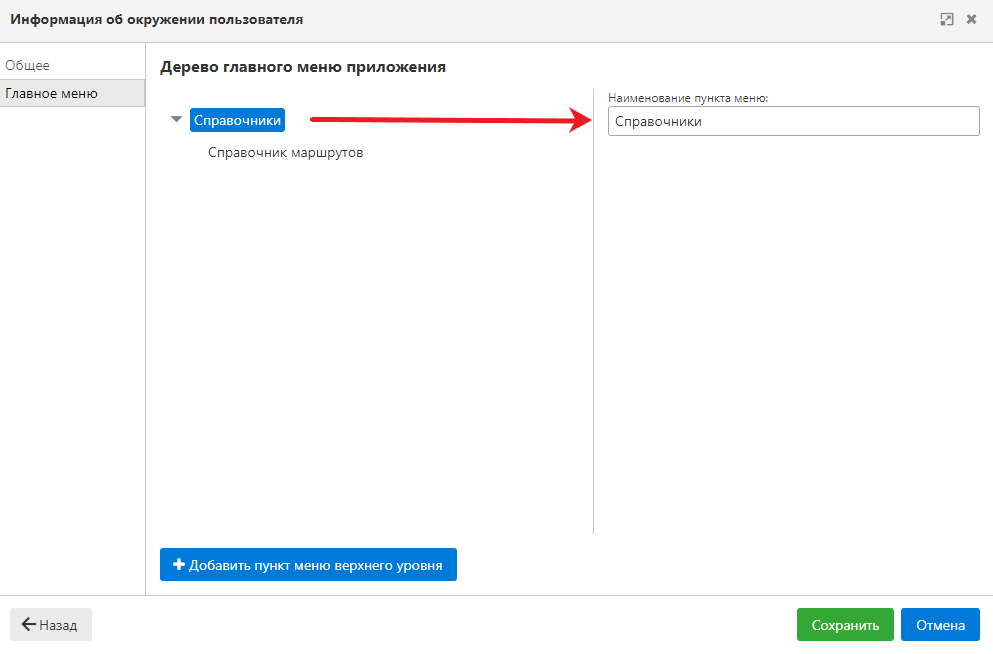 Информация об окружении пользователя
Общее
Главное меню
Дерево главного меню приложения
Справочники
Справочник маршрутов
Наименование пункта меню:
Справочники
Добавить пункт меню верхнего уровня
Назад
Сохранить
Отмена